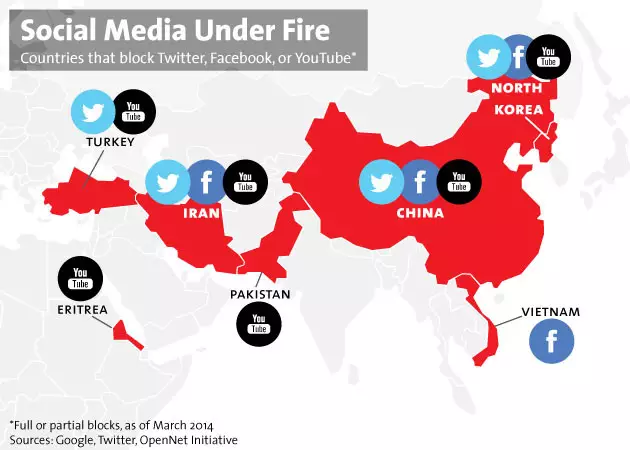 Social Media Under Fire
Countries that block Twitter, Facebook, or YouTube*
You
Tube
NORTH
KOREA
You
Tube
TURKEY
You
Tube
IRAN
You
Tube
CHINA
You
Tube
ERITREA
PAKISTAN
You
Tube
VIETNAM
*Full or partial blocks, as of March 2014
Sources: Google, Twitter, OpenNet Initiative